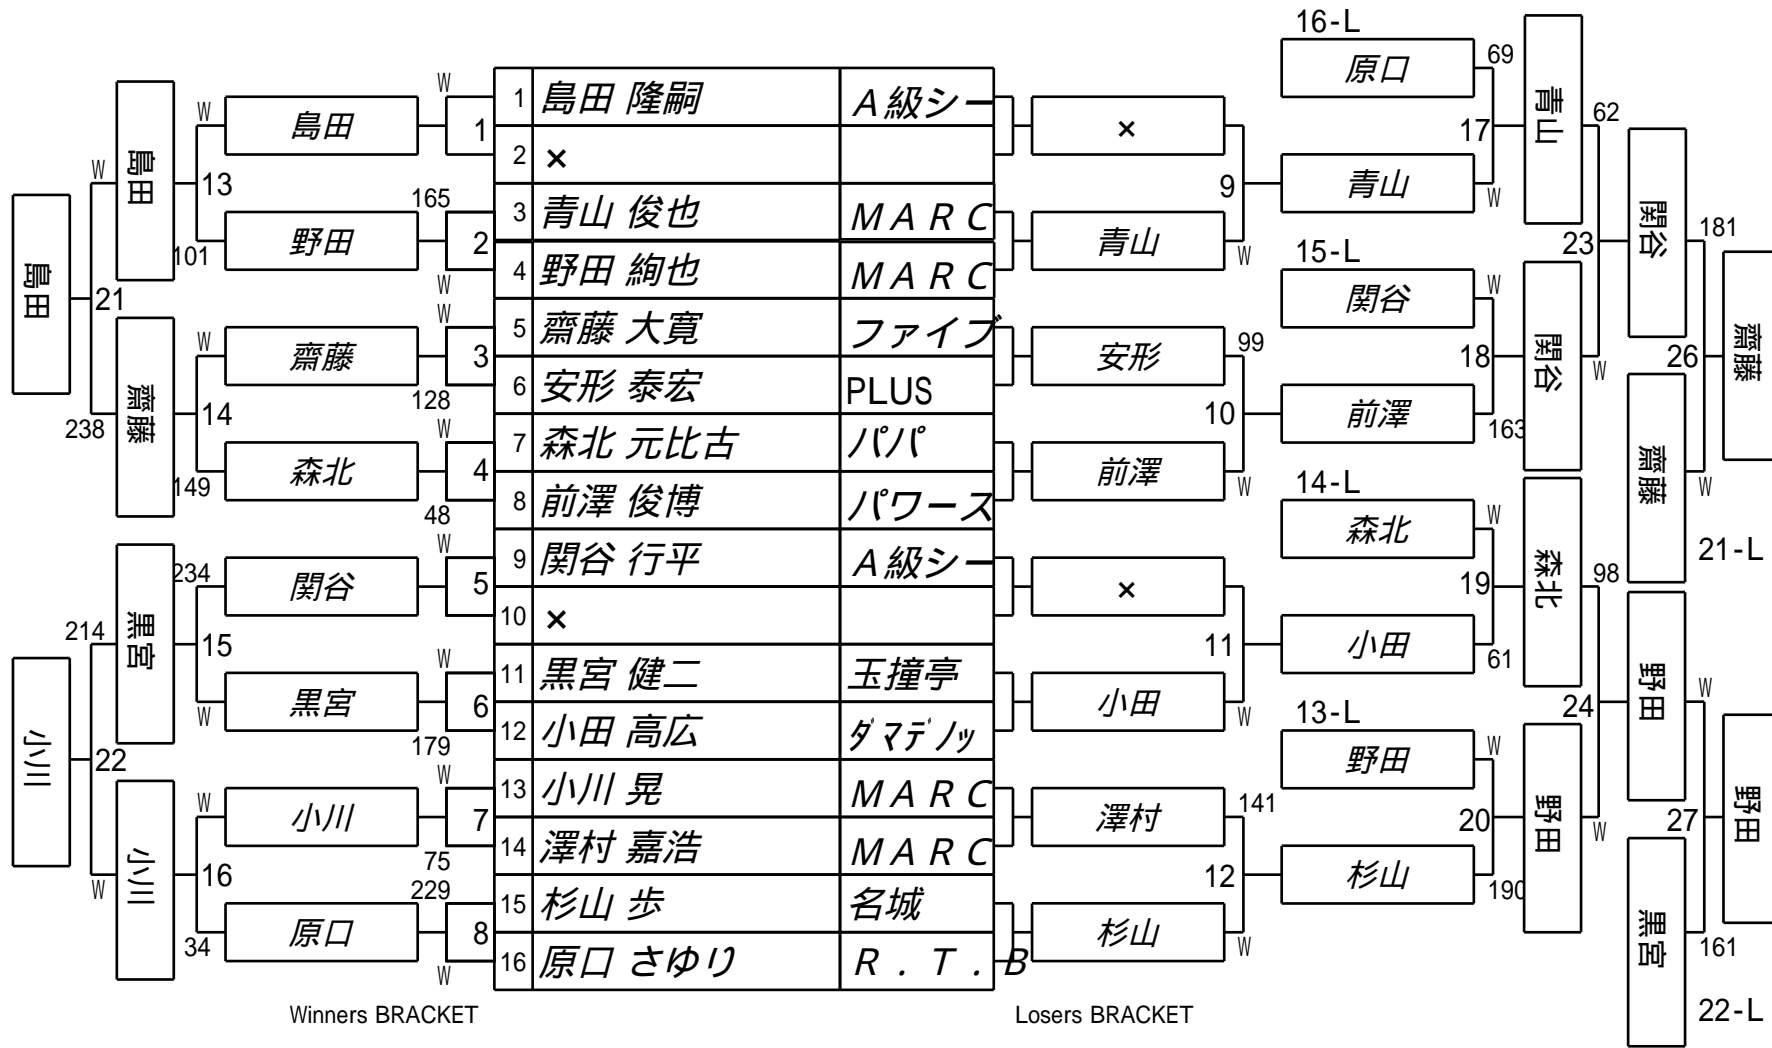 16-L
原口 69
W 1 島田 隆嗣 A級シー
W 島田 1 × 17 青山 62
2 ×
島田 13 W 9 青山 W 関谷 181
165 3 青山 俊也 MARC
101 野田 2 青山 W 23
島田 4 野田 絢也 MARC 15-L
W 関谷 W
21 W 5 齋藤 大寛 ファイブ 齋藤
W 齋藤 3 安形 99 18 関谷 W 26
128 6 安形 泰宏 PLUS
238 齋藤 14 W 10 前澤 163
7 森北 元比古 パパ
149 森北 4 前澤 W 齋藤 W
48 8 前澤 俊博 パワース 14-L
W 森北 W 21-L
9 関谷 行平 A級シー
234 関谷 5 × 19 森北 98
10 ×
214 黒宮 15 W 11 小田 61 野田 W
11 黒宮 健二 玉撞亭
W 黒宮 6 小田 W 24
小川 12 小田 高広 ダマデノッ 13-L
22 179 W 野田 W 野田
13 小川 晃 MARC
W 小川 7 澤村 141 20 野田 W 27
14 澤村 嘉浩 MARC
W 小川 16 75 12 杉山 190
229 15 杉山 歩 名城 黒宮 161
34 原口 8 杉山 W
16 原口 さゆり R.T.B
W 22-L
Winners BRACKET Losers BRACKET